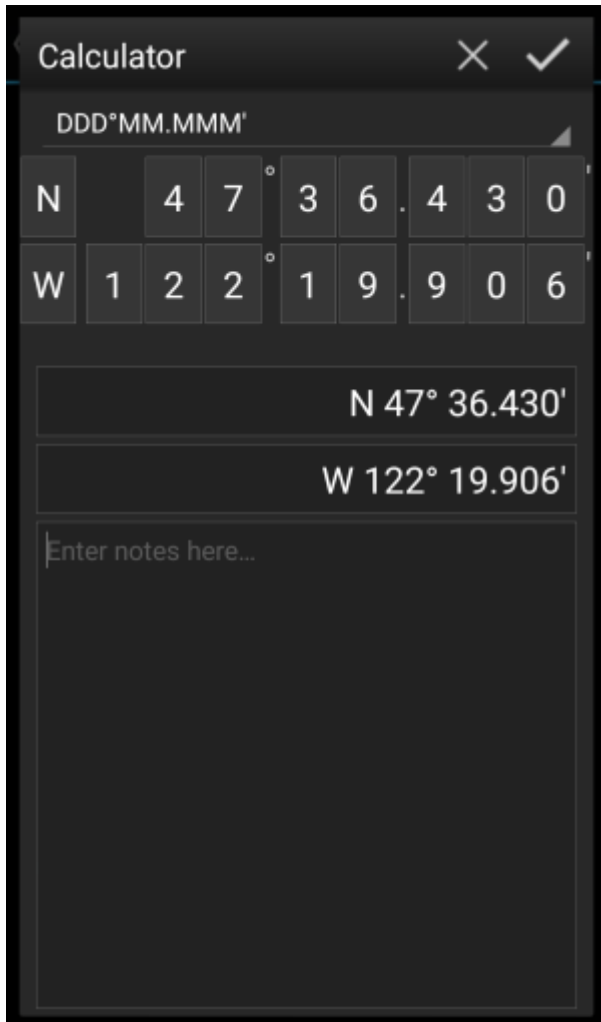 Calculator
DDD°MM.MMM'
N 4 7 ° 3 6 . 4 3 0 '
W 1 2 2 ° 1 9 . 9 0 6 '
N 47° 36.430'
W 122° 19.906'
Enter notes here...